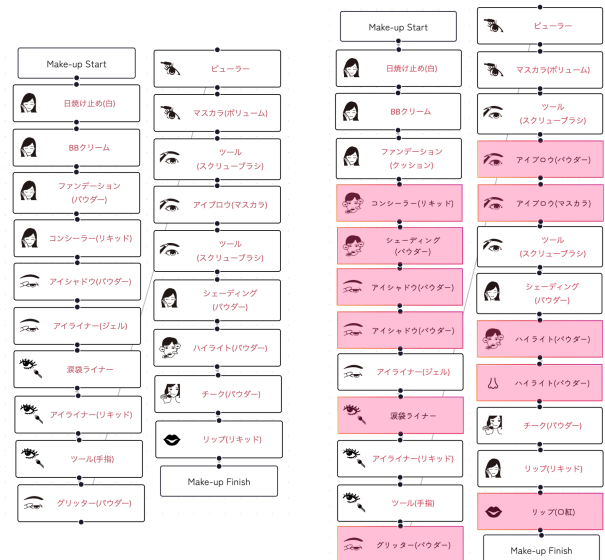 Make-up Start
日焼け止め(白)
BBクリーム
ファンデーション
(パウダー)
コンシーラー(リキッド)
アイシャドウ(パウダー)
アイライナー(ジェル)
涙袋ライナー
アイライナー(リキッド)
ツール(手指)
グリッター(パウダー)
ビューラー
マスカラ(ボリューム)
ツール
(スクリューブラシ)
アイブロウ(マスカラ)
ツール
(スクリューブラシ)
シェーディング
(パウダー)
ハイライト(パウダー)
チーク(パウダー)
リップ(リキッド)
Make-up Finish
Make-up Start
日焼け止め(白)
BBクリーム
ファンデーション
(クッション)
コンシーラー(リキッド)
シェーディング
(パウダー)
アイシャドウ(パウダー)
アイシャドウ(パウダー)
アイライナー(ジェル)
涙袋ライナー
アイライナー(リキッド)
ツール(手指)
グリッター(パウダー)
ビューラー
マスカラ(ボリューム)
ツール
(スクリューブラシ)
アイブロウ(パウダー)
アイブロウ(マスカラ)
ツール
(スクリューブラシ)
シェーディング
(パウダー)
ハイライト(パウダー)
ハイライト(パウダー)
チーク(パウダー)
リップ(リキッド)
リップ(口紅)
Make-up Finish